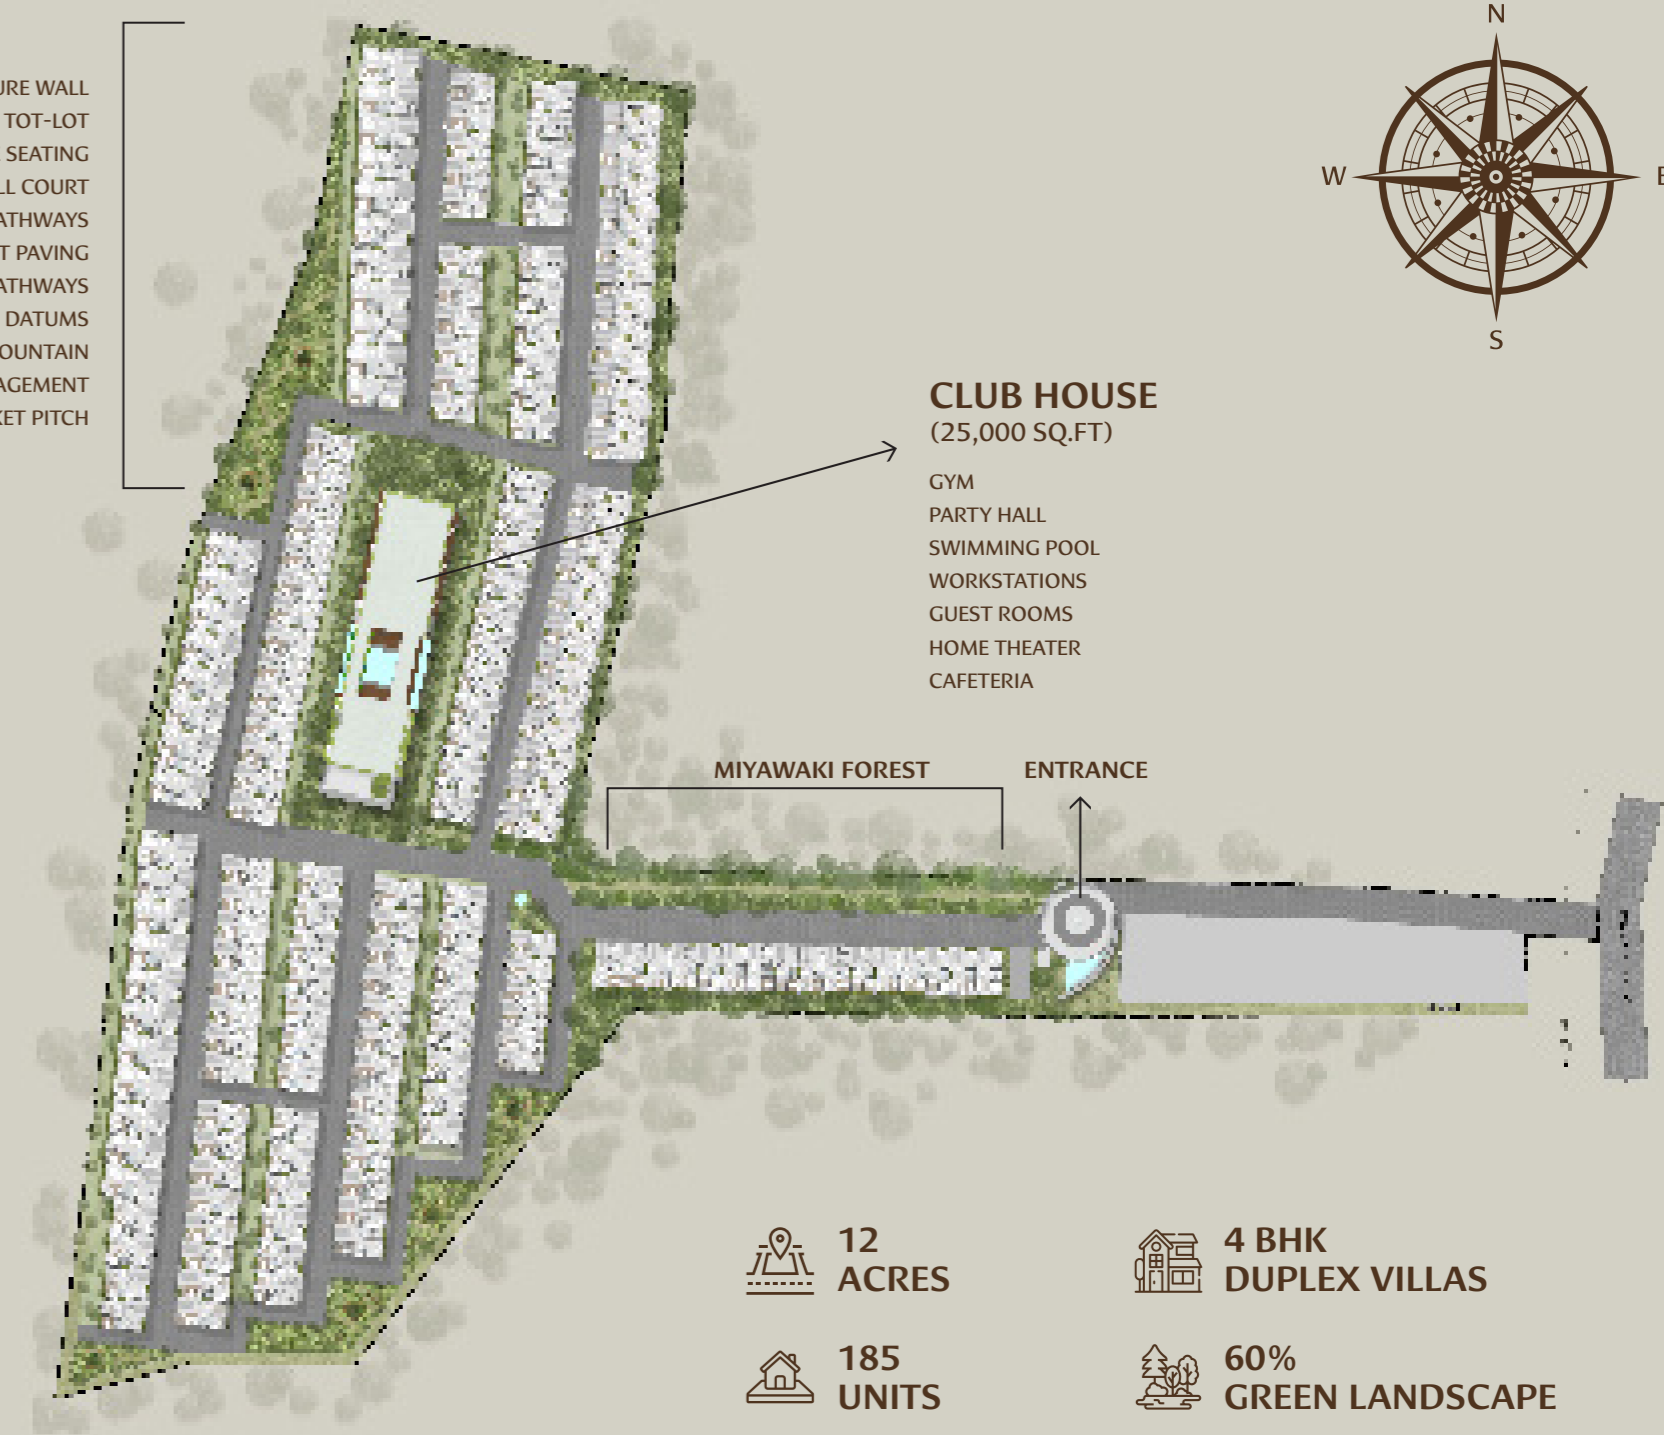 URE WALL
TOT-LOT
SEATING
LL COURT
ATHWAYS
T PAVING
ATHWAYS
DATUMS
OUNTAIN
AGEMENT
KET PITCH
N
W
E
S
CLUB HOUSE
(25,000 SQ.FT)
GYM
PARTY HALL
SWIMMING POOL
WORKSTATIONS
GUEST ROOMS
HOME THEATER
CAFETERIA
MIYAWAKI FOREST
ENTRANCE
12
ACRES
4 BHK
DUPLEX VILLAS
185
UNITS
60%
GREEN LANDSCAPE